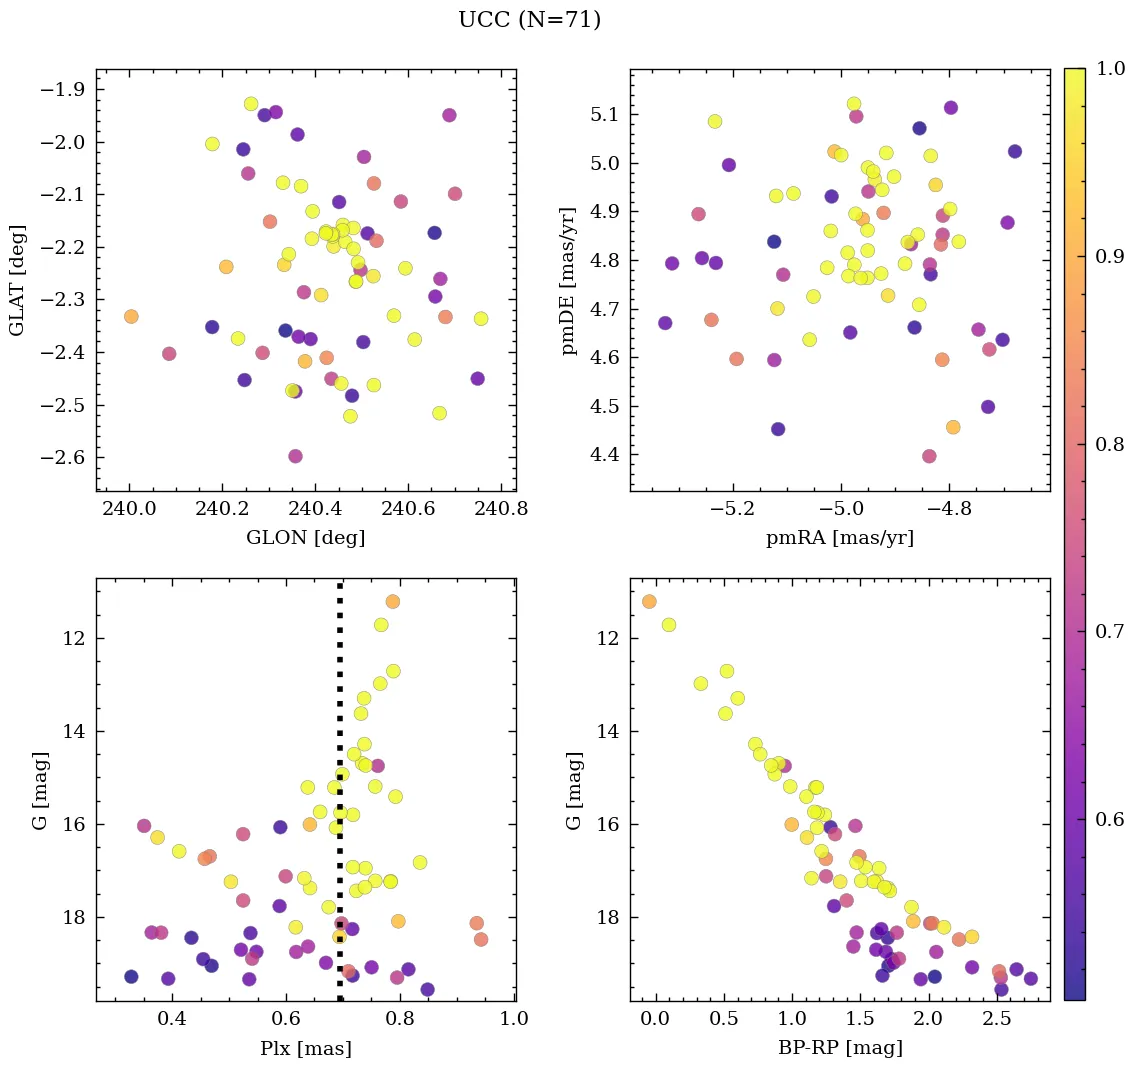 UCC (N=71)
−1.9
−2.0
−2.1
−2.2
−2.3
−2.4
−2.5
−2.6
GLAT [deg]
240.0 240.2 240.4 240.6 240.8
GLON [deg]
5.1
5.0
4.9
4.8
4.7
4.6
4.5
4.4
pmDE [mas/yr]
−5.2 −5.0 −4.8
pmRA [mas/yr]
12
14
16
18
G [mag]
0.4 0.6 0.8 1.0
Plx [mas]
12
14
16
18
G [mag]
0.0 0.5 1.0 1.5 2.0 2.5
BP-RP [mag]
1.0
0.9
0.8
0.7
0.6